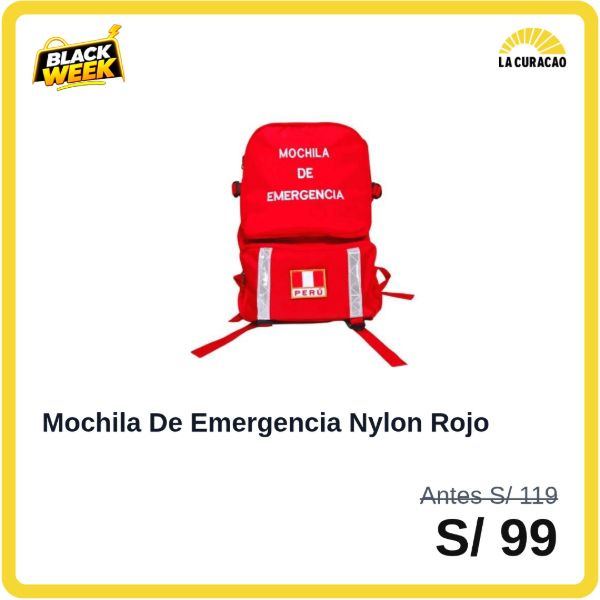 BLACK
WEEK
LA CURACAO
MOCHILA
DE
EMERGENCIA
PERÚ
Mochila De Emergencia Nylon Rojo
Antes S/ 119
S/ 99